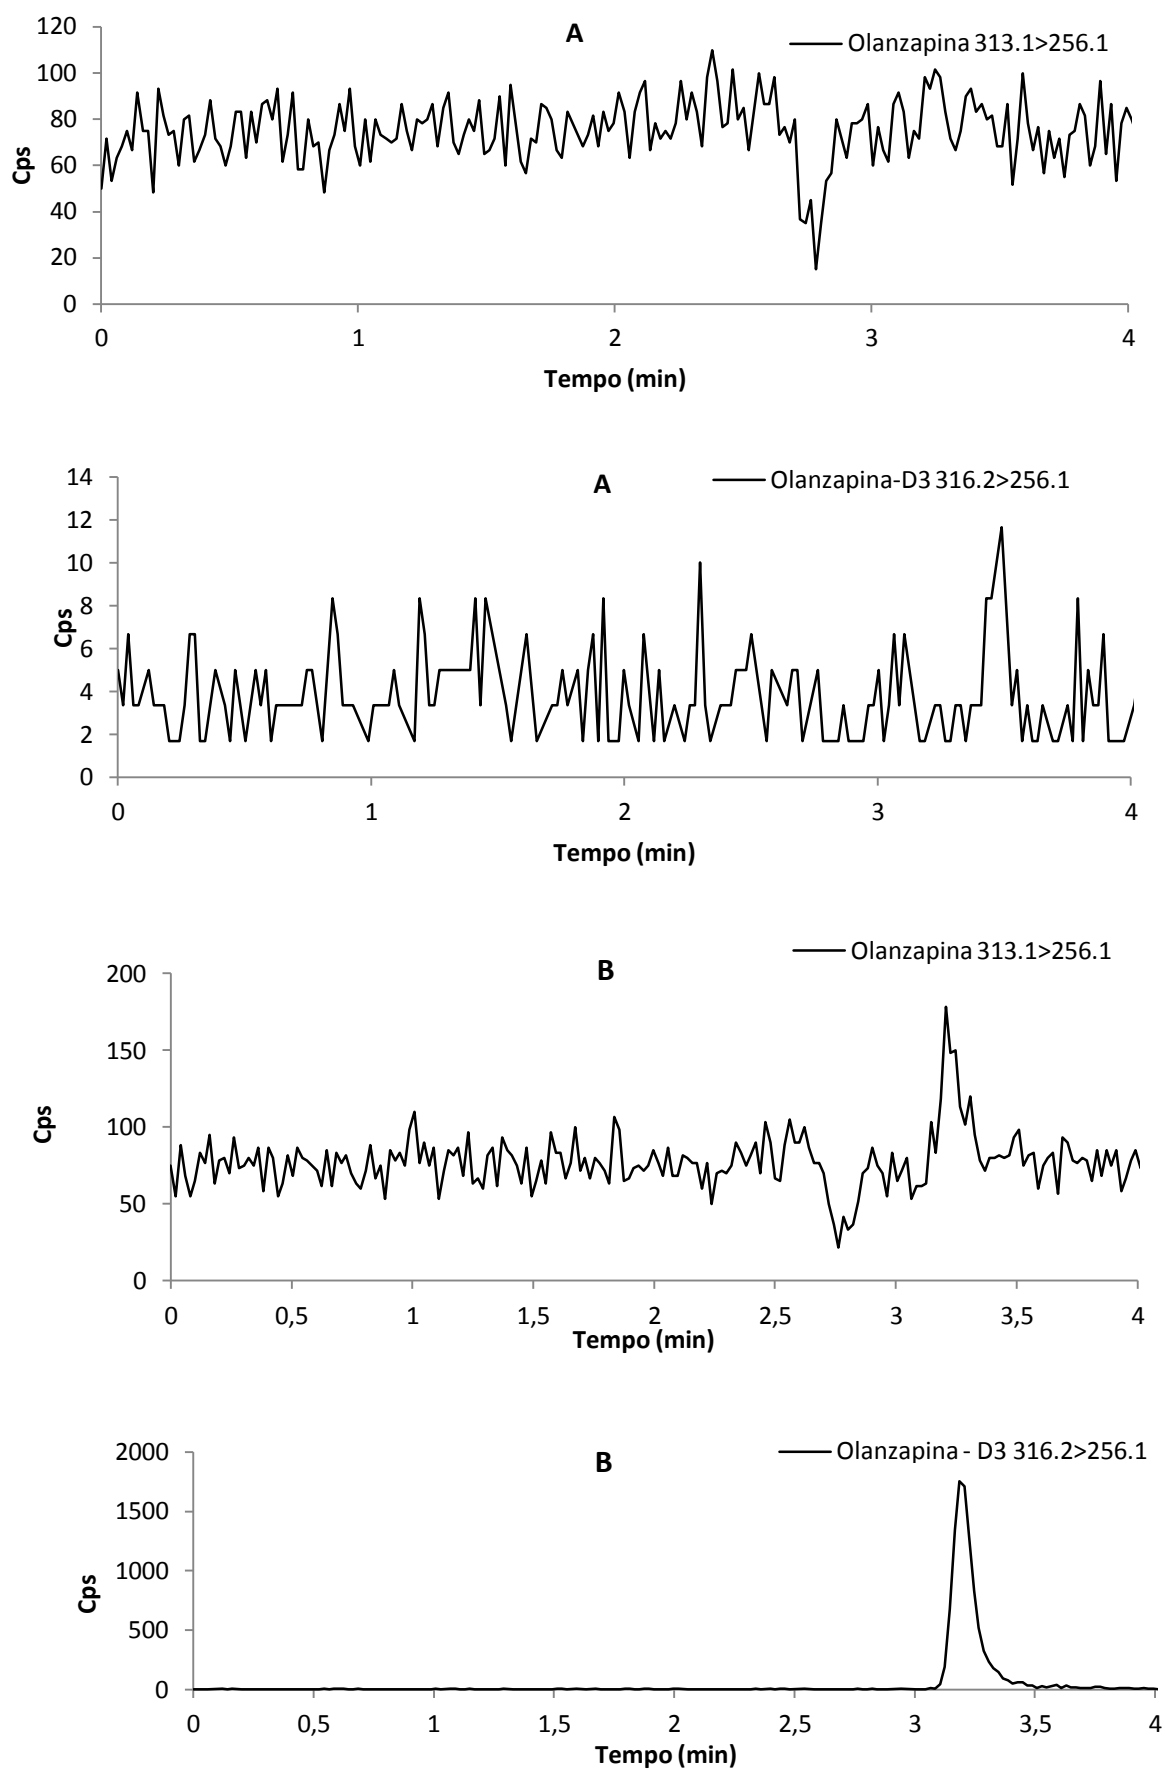 A
Olanzapina 313.1>256.1
120
100
80
60
40
20
0
Cps
0 1 2 3 4
Tempo (min)
A
Olanzapina-D3 316.2>256.1
14
12
10
8
6
4
2
0
Cps
0 1 2 3 4
Tempo (min)
B
Olanzapina 313.1>256.1
200
150
100
50
0
Cps
0 0,5 1 1,5 2 2,5 3 3,5 4
Tempo (min)
B
Olanzapina - D3 316.2>256.1
2000
1500
1000
500
0
Cps
0 0,5 1 1,5 2 2,5 3 3,5 4
Tempo (min)